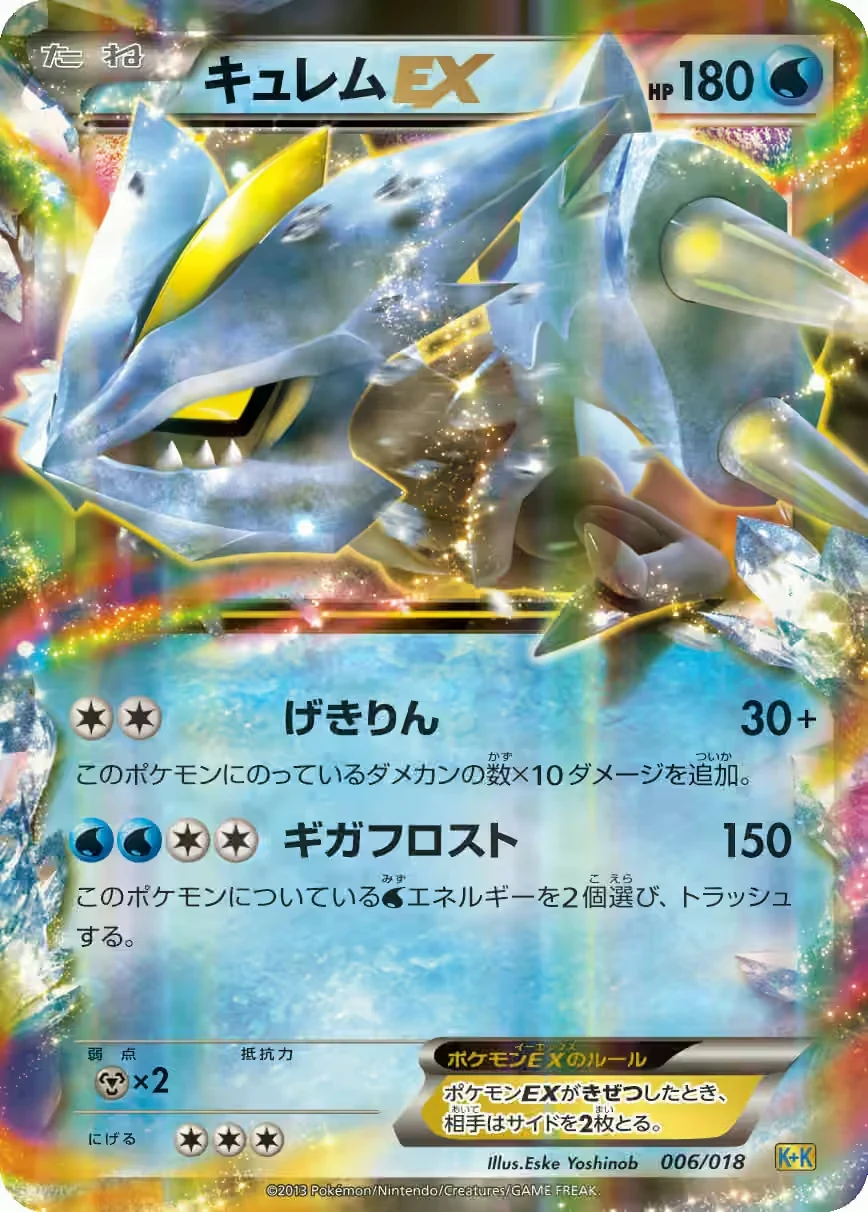 たね キュレムEX HP180
げきりん 30+
このポケモンにのっているダメカンの数×10ダメージを追加。
ギガフロスト 150
このポケモンについているエネルギーを2個選び、トラッシュ
する。
弱点 抵抗力
×2
にげる
ポケモンEXのルール
ポケモンEXがきぜつしたとき、
相手はサイドを2枚とる。
Illus.Eske Yoshinob 006/018 K+K
©2013 Pokémon/Nintendo/Creatures/GAME FREAK.